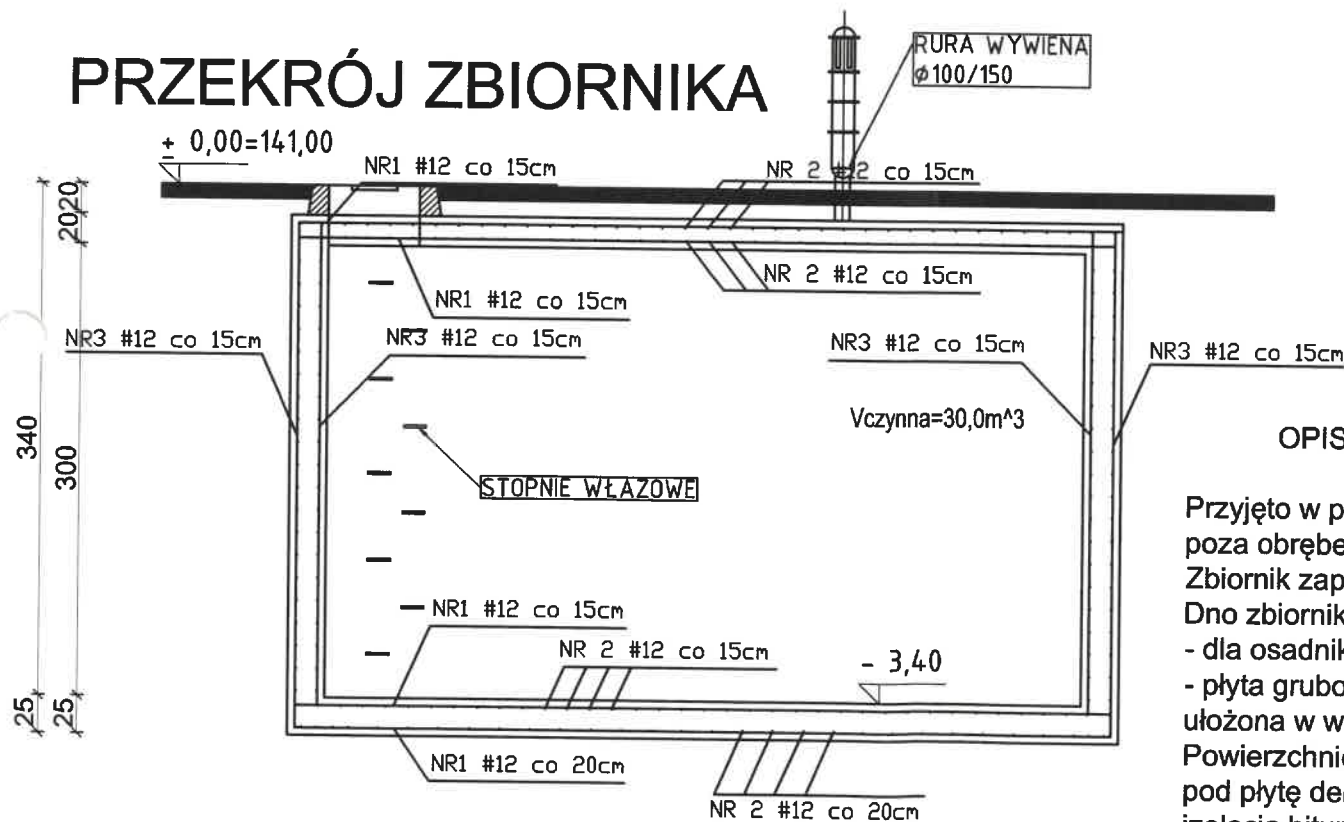 PRZEKRÓJ ZBIORNIKA
RURA WYWIENA
ϕ100/150
± 0,00=141,00
NR1 #12 co 15cm
NR 2 #12 co 15cm
2020
NR 2 #12 co 15cm
NR1 #12 co 15cm
NR3 #12 co 15cm
NR3 #12 co 15cm
NR3 #12 co 15cm
NR3 #12 co 15cm
340
300
Vczynna=30,0m^3
STOPNIE WŁAZOWE
NR1 #12 co 15cm
NR 2 #12 co 15cm
- 3,40
25
25
NR1 #12 co 20cm
NR 2 #12 co 20cm
OPIS
Przyjęto w p
poza obrębe
Zbiornik zap
Dno zbiornik
- dla osadnik
- płyta grubo
ułożona w w
Powierzchnie
pod płytę de